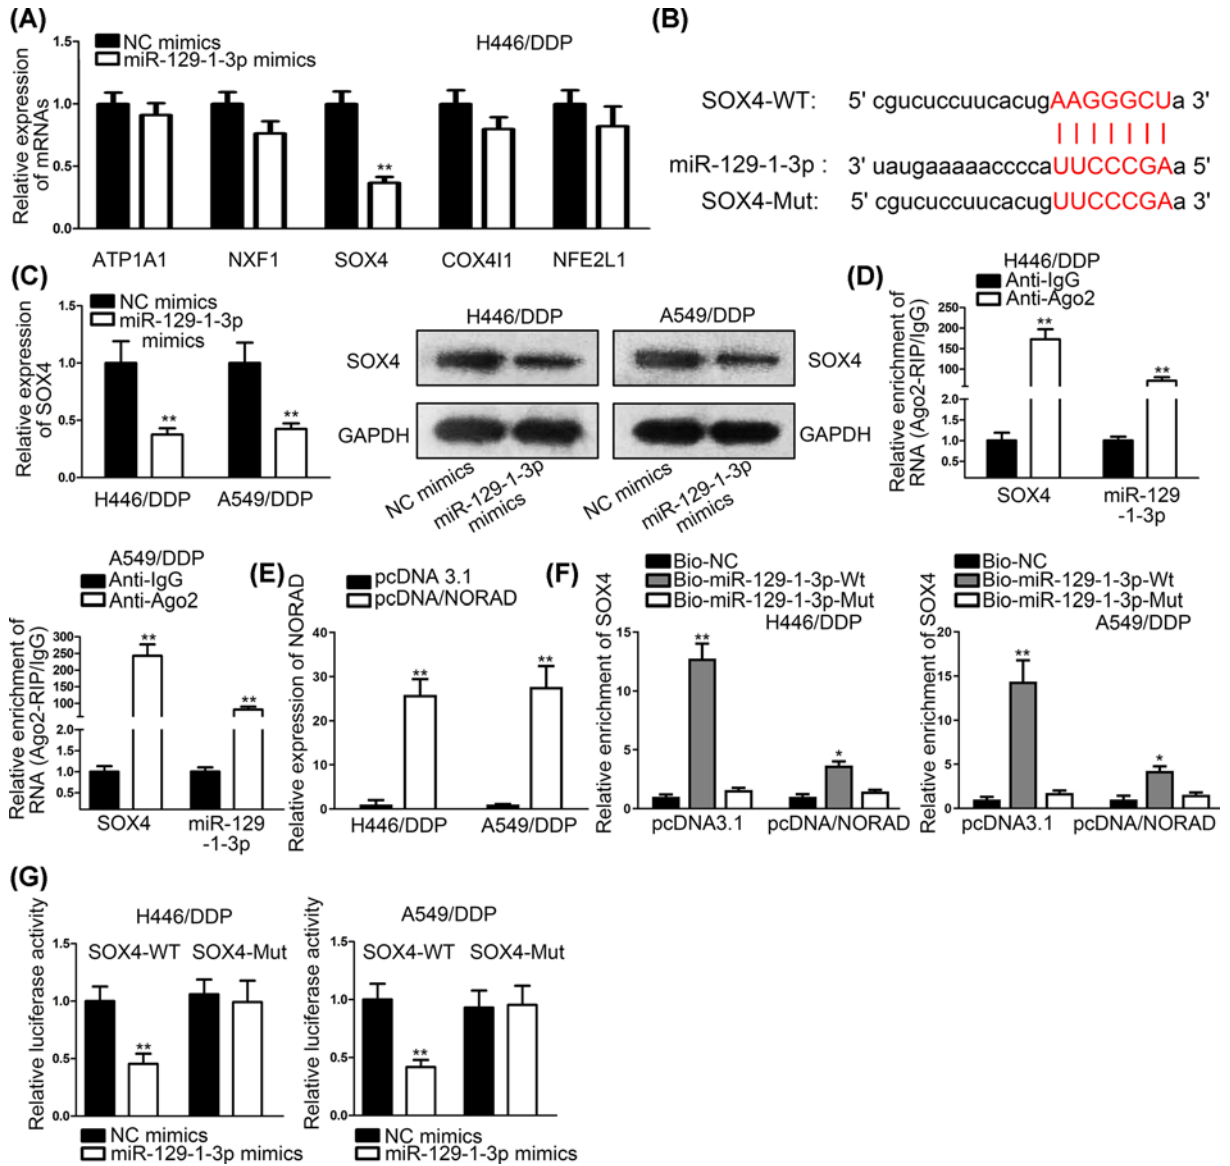 (A)
NC mimics
miR-129-1-3p mimics
H446/DDP
Relative expression
of mRNAs
1.5
1.0
0.5
0.0
ATP1A1 NXF1 SOX4 COX4I1 NFE2L1
**
(B)
SOX4-WT: 5' cgucuccuucacugAAGGGCUa 3'
miR-129-1-3p : 3' uaugaaaaaccccaUUCCCGAa 5'
SOX4-Mut: 5' cgucuccuucacugUUCCCGAa 3'
(C)
NC mimics
miR-129-1-3p
mimics
Relative expression
of SOX4
1.5
1.0
0.5
0.0
** **
H446/DDP A549/DDP
H446/DDP A549/DDP
SOX4 SOX4
GAPDH GAPDH
NC mimics
miR-129-1-3p
mimics
NC mimics
miR-129-1-3p
mimics
(D)
H446/DDP
Anti-IgG
Anti-Ago2
Relative enrichment of
RNA (Ago2-RIP/IgG)
250
200
150
100
50
2.0
1.5
1.0
0.5
** **
SOX4 miR-129
-1-3p
A549/DDP
Anti-IgG
Anti-Ago2
Relative enrichment of
RNA (Ago2-RIP/IgG)
300
250
200
150
100
50
2.0
1.5
1.0
0.5
** **
SOX4 miR-129
-1-3p
(E)
pcDNA 3.1
pcDNA/NORAD
Relative expression of NORAD
40
30
20
10
0
** **
H446/DDP A549/DDP
(F)
Bio-NC
Bio-miR-129-1-3p-Wt
Bio-miR-129-1-3p-Mut
H446/DDP
Relative enrichment of SOX4
15
10
5
0
** *
pcDNA3.1 pcDNA/NORAD
Bio-NC
Bio-miR-129-1-3p-Wt
Bio-miR-129-1-3p-Mut
A549/DDP
Relative enrichment of SOX4
20
15
10
5
0
** *
pcDNA3.1 pcDNA/NORAD
(G)
H446/DDP
SOX4-WT SOX4-Mut
Relative luciferase activity
1.5
1.0
0.5
0.0
**
NC mimics
miR-129-1-3p mimics
A549/DDP
SOX4-WT SOX4-Mut
Relative luciferase activity
1.5
1.0
0.5
0.0
**
NC mimics
miR-129-1-3p mimics